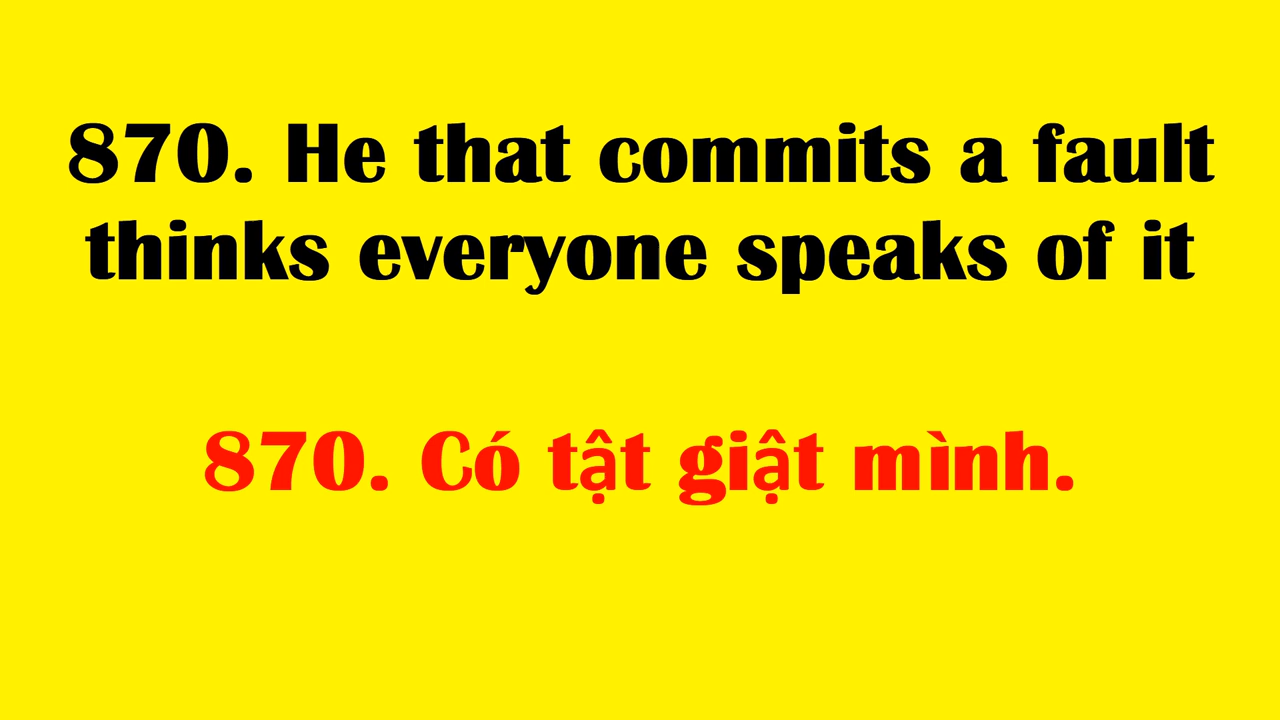 870. He that commits a fault
thinks everyone speaks of it
870. Có tật giật mình.